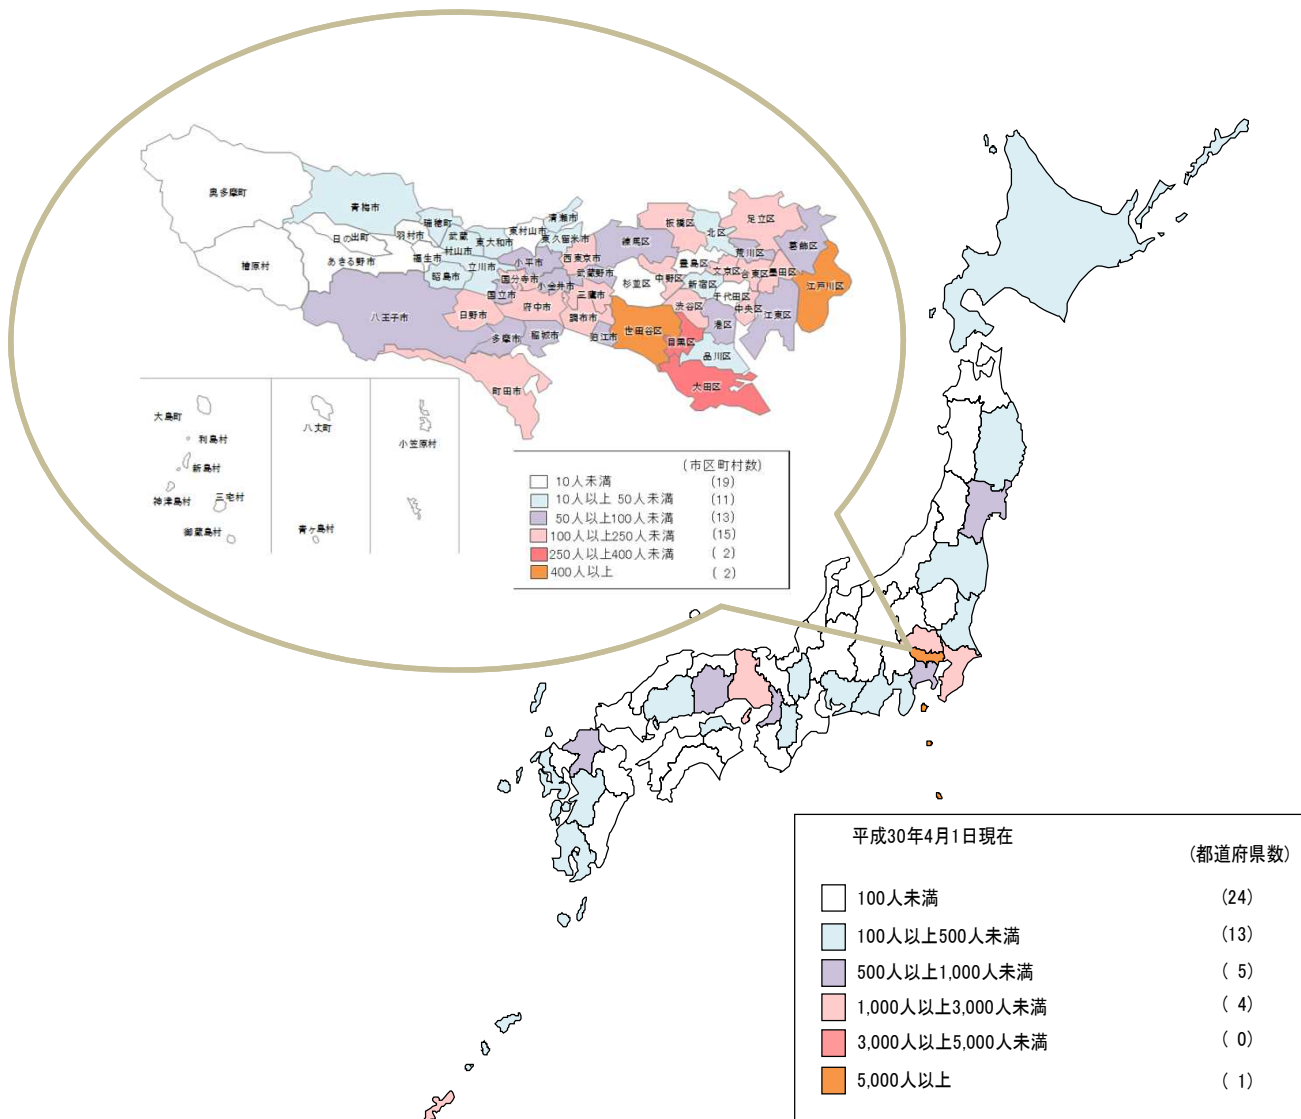 奥多摩町
青梅市
瑞穂町
武蔵
村山市
東大和市
東村山市
清瀬市
東久留米市
羽村市
日の出町
あきる野市
福生市
昭島市
立川市
小平市
西東京市
檜原村
八王子市
国立市
国分寺市
小金井市
武蔵野市
三鷹市
日野市
府中市
調布市
狛江市
多摩市
稲城市
町田市
練馬区
板橋区
北区
足立区
葛飾区
荒川区
豊島区
中野区
杉並区
新宿区
文京区
台東区
墨田区
江戸川区
千代田区
中央区
江東区
渋谷区
港区
世田谷区
目黒区
品川区
大田区
大島町
利島村
新島村
神津島村
三宅村
御蔵島村
八丈町
青ヶ島村
小笠原村
(市区町村数)
10人未満 (19)
10人以上 50人未満 (11)
50人以上100人未満 (13)
100人以上250人未満 (15)
250人以上400人未満 ( 2)
400人以上 ( 2)
平成30年4月1日現在
(都道府県数)
100人未満 (24)
100人以上500人未満 (13)
500人以上1,000人未満 ( 5)
1,000人以上3,000人未満 ( 4)
3,000人以上5,000人未満 ( 0)
5,000人以上 ( 1)